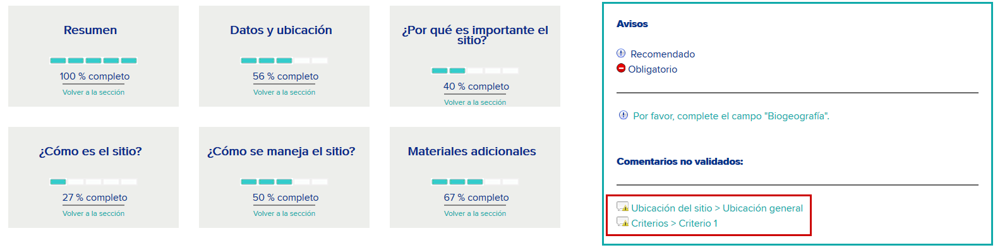 Resumen
100 % completo
Volver a la sección
Datos y ubicación
56 % completo
Volver a la sección
¿Por qué es importante el
sitio?
40 % completo
Volver a la sección
¿Cómo es el sitio?
27 % completo
Volver a la sección
¿Cómo se maneja el sitio?
50 % completo
Volver a la sección
Materiales adicionales
67 % completo
Volver a la sección
Avisos
Recomendado
Obligatorio
Por favor, complete el campo "Biogeografía".
Comentarios no validados:
Ubicación del sitio > Ubicación general
Criterios > Criterio 1